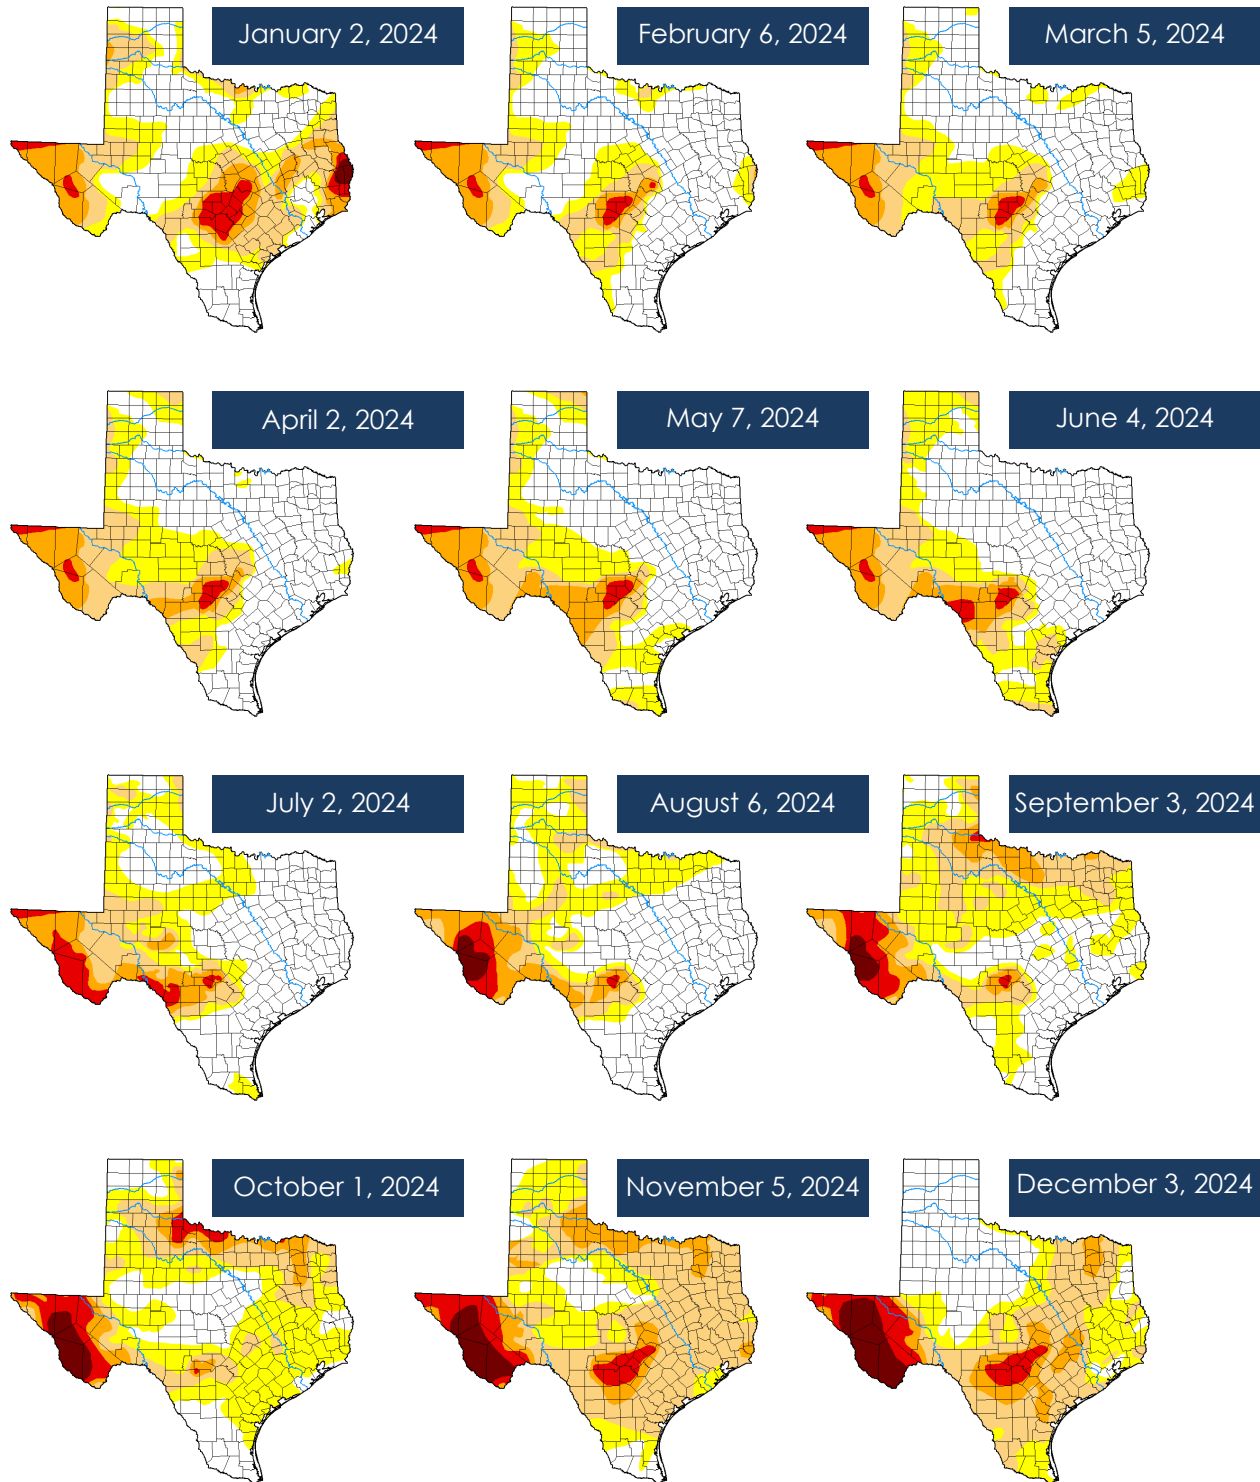 January 2, 2024
February 6, 2024
March 5, 2024
April 2, 2024
May 7, 2024
June 4, 2024
July 2, 2024
August 6, 2024
September 3, 2024
October 1, 2024
November 5, 2024
December 3, 2024